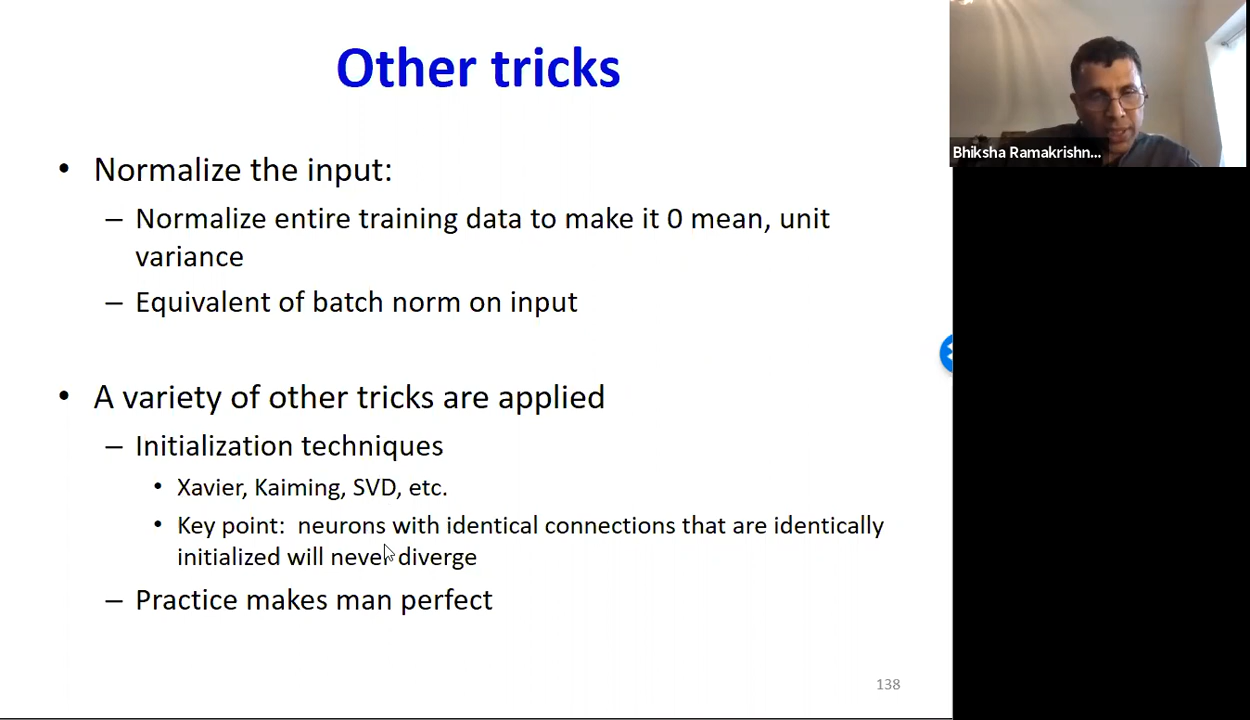 Other tricks
• Normalize the input:
– Normalize entire training data to make it 0 mean, unit
variance
– Equivalent of batch norm on input
• A variety of other tricks are applied
– Initialization techniques
• Xavier, Kaiming, SVD, etc.
• Key point: neurons with identical connections that are identically
initialized will never diverge
– Practice makes man perfect
138
Bhiksha Ramakrishn...